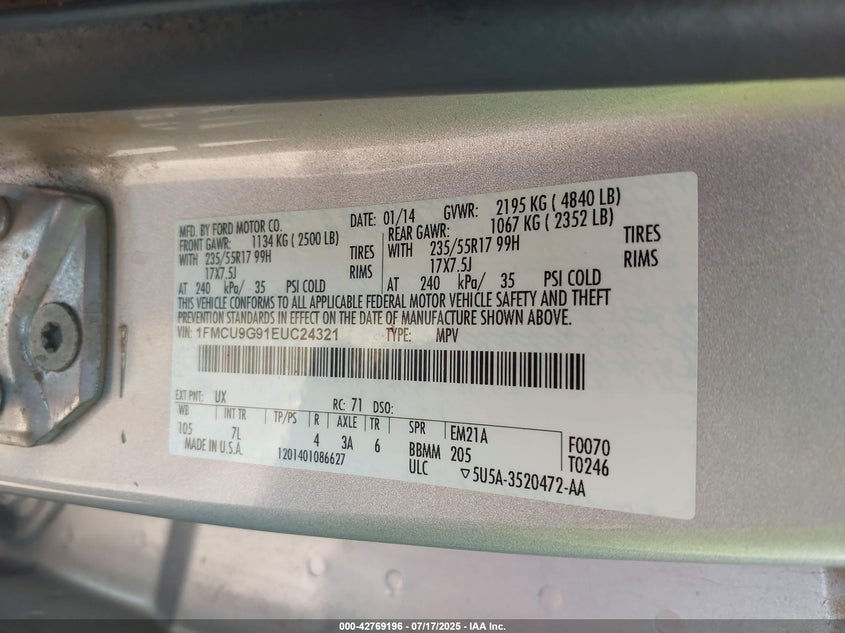 MFD. BY FORD MOTOR CO. DATE: 01/14 GVWR: 2195 KG ( 4840 LB)
FRONT GAWR: 1134 KG ( 2500 LB) REAR GAWR: 1067 KG ( 2352 LB)
WITH 235/55R17 99H TIRES WITH 235/55R17 99H TIRES
17X7.5J RIMS 17X7.5J RIMS
AT 240 kPa/ 35 PSI COLD AT 240 kPa/ 35 PSI COLD
THIS VEHICLE CONFORMS TO ALL APPLICABLE FEDERAL MOTOR VEHICLE SAFETY AND THEFT
PREVENTION STANDARDS IN EFFECT ON THE DATE OF MANUFACTURE SHOWN ABOVE.
VIN: 1FMCU9G91EUC24321 TYPE: MPV
EXT PNT: UX RC: 71 DSO:
WB INT TR TP/PS R AXLE TR SPR EM21A F0070
105 7L 4 3A 6 BBMM 205 T0246
MADE IN U.S.A. 1201401086627 ULC ▽5U5A-3520472-AA
000-42769196 - 07/17/2025 - IAA Inc.